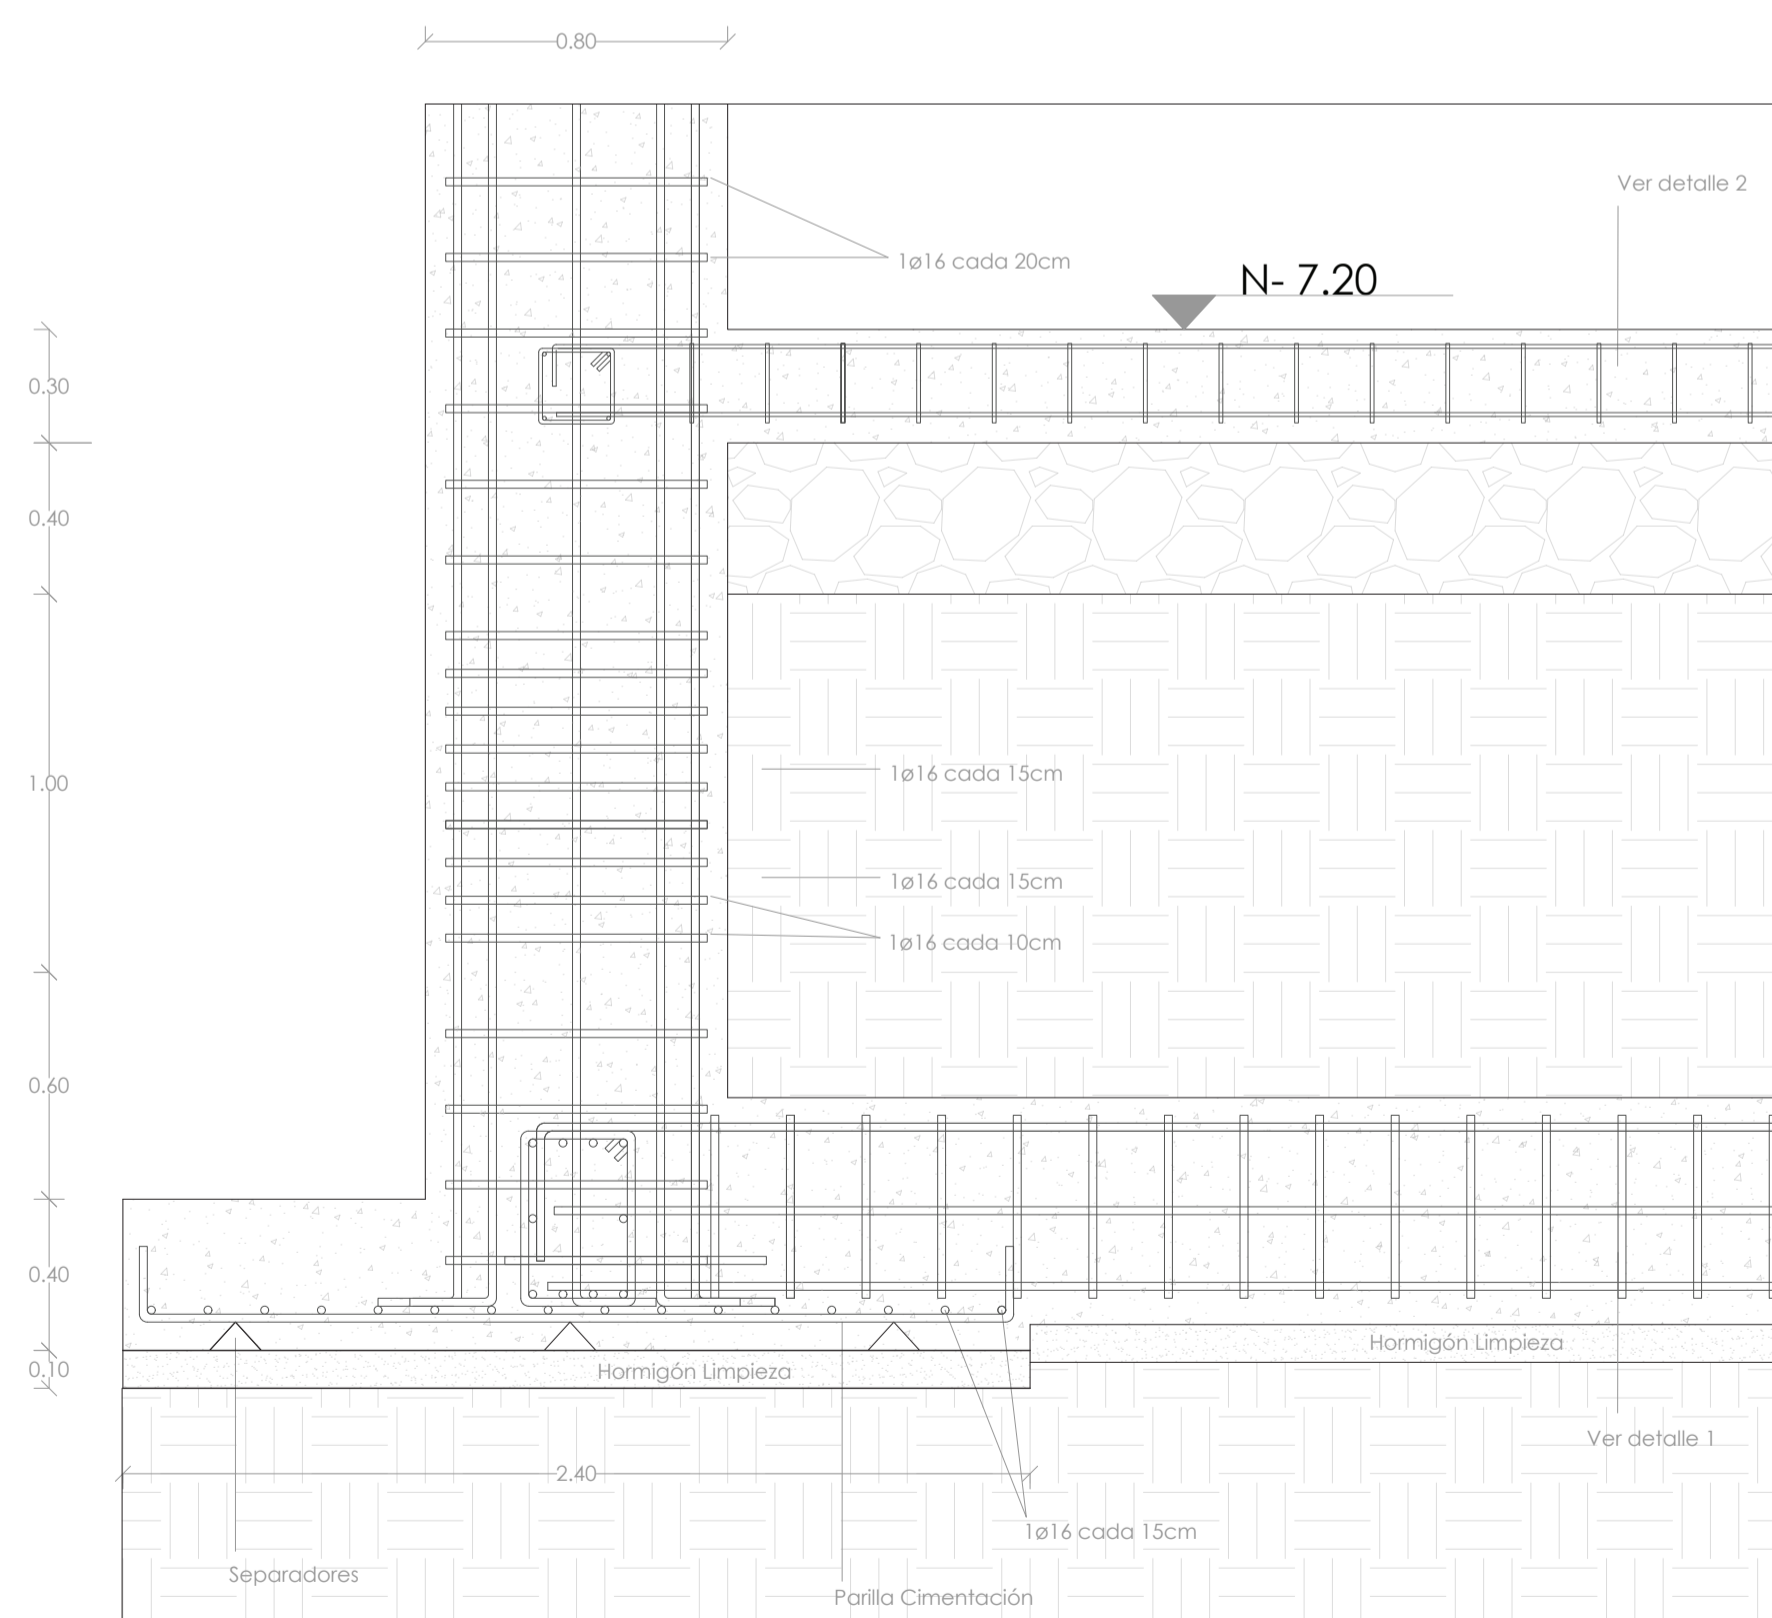 0.80
Ver detalle 2
1ø16 cada 20cm
N- 7.20
0.30
0.40
1.00
1ø16 cada 15cm
1ø16 cada 15cm
1ø16 cada 10cm
0.60
0.40
Hormigón Limpieza
0.10
Hormigón Limpieza
Ver detalle 1
2.40
1ø16 cada 15cm
Separadores
Parilla Cimentación